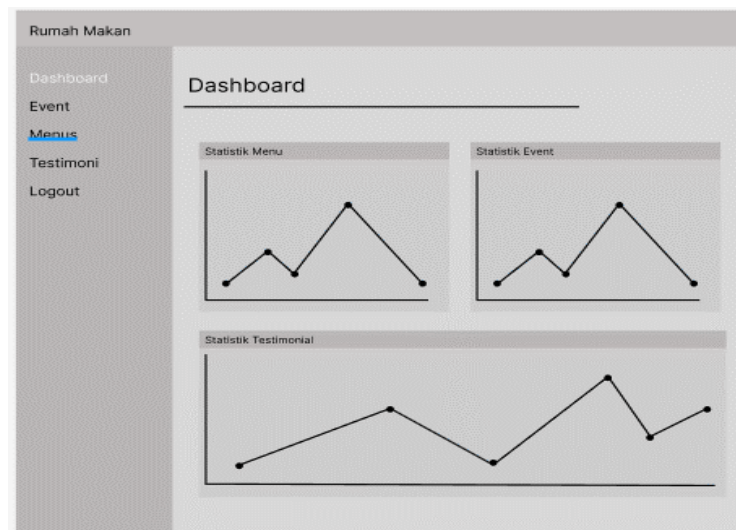 Rumah Makan
Dashboard
Event
Menus
Testimoni
Logout
Dashboard
Statistik Menu
Statistik Event
Statistik Testimonial